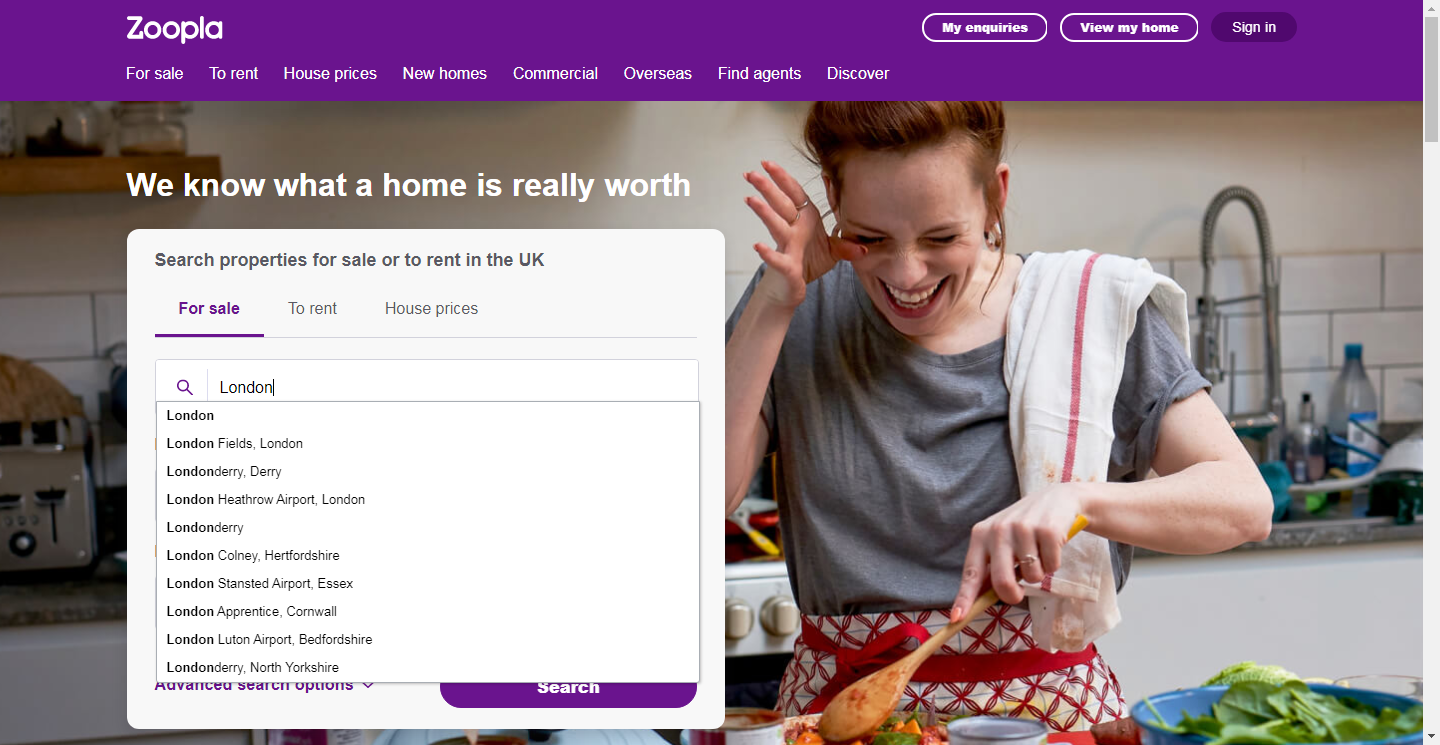 Zoopla
My enquiries
View my home
Sign in
For sale
To rent
House prices
New homes
Commercial
Overseas
Find agents
Discover
We know what a home is really worth
Search properties for sale or to rent in the UK
For sale
To rent
House prices
London
London
London Fields, London
Londonderry, Derry
London Heathrow Airport, London
Londonderry
London Colney, Hertfordshire
London Stansted Airport, Essex
London Apprentice, Cornwall
London Luton Airport, Bedfordshire
Londonderry, North Yorkshire
Advanced search options
Search